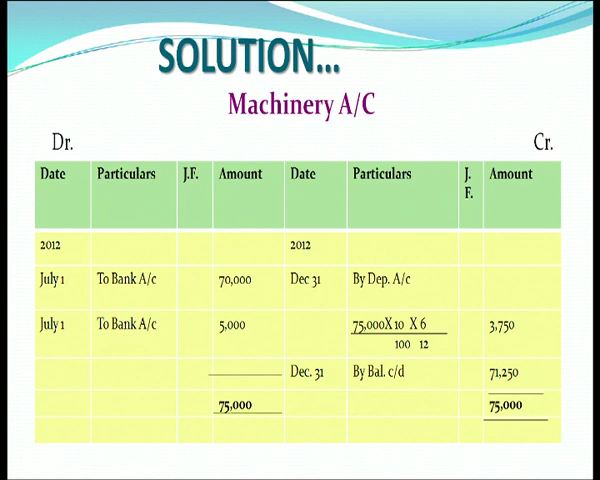 SOLUTION...
Machinery A/C
Dr. Cr.
Date Particulars J.F. Amount Date Particulars J. F. Amount
2012 2012
July 1 To Bank A/c 70,000 Dec 31 By Dep. A/c
July 1 To Bank A/c 5,000 75,000X 10 X 6 3,750
100 12
Dec. 31 By Bal. c/d 71,250
75,000 75,000